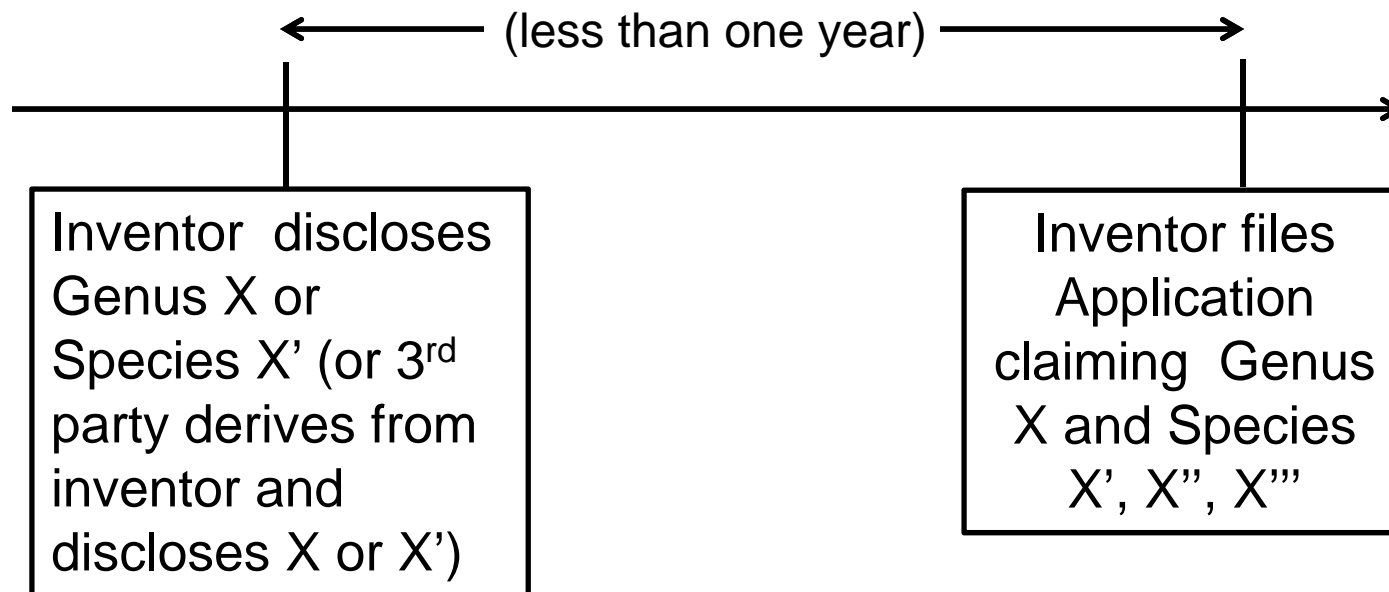 (less than one year)
Inventor discloses
Genus X or
Species X’ (or 3rd
party derives from
inventor and
discloses X or X’)
Inventor files
Application
claiming Genus
X and Species
X’, X’’, X’’’